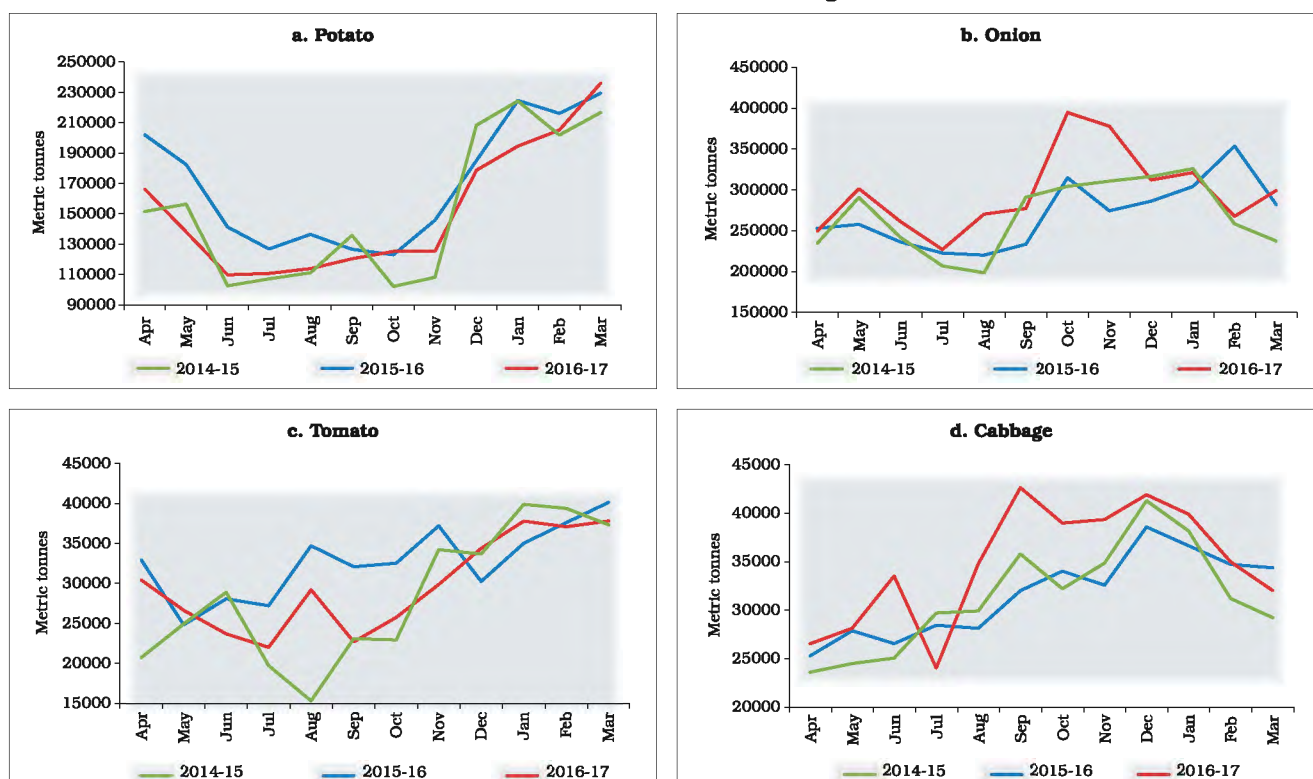 a. Potato
250000
230000
210000
190000
170000
150000
130000
110000
90000
Metric tonnes
Apr
May
Jun
Jul
Aug
Sep
Oct
Nov
Dec
Jan
Feb
Mar
2014-15 2015-16 2016-17
b. Onion
450000
400000
350000
300000
250000
200000
150000
Metric tonnes
Apr
May
Jun
Jul
Aug
Sep
Oct
Nov
Dec
Jan
Feb
Mar
2014-15 2015-16 2016-17
c. Tomato
45000
40000
35000
30000
25000
20000
15000
Metric tonnes
Apr
May
Jun
Jul
Aug
Sep
Oct
Nov
Dec
Jan
Feb
Mar
2014-15 2015-16 2016-17
d. Cabbage
45000
40000
35000
30000
25000
20000
Metric tonnes
Apr
May
Jun
Jul
Aug
Sep
Oct
Nov
Dec
Jan
Feb
Mar
2014-15 2015-16 2016-17